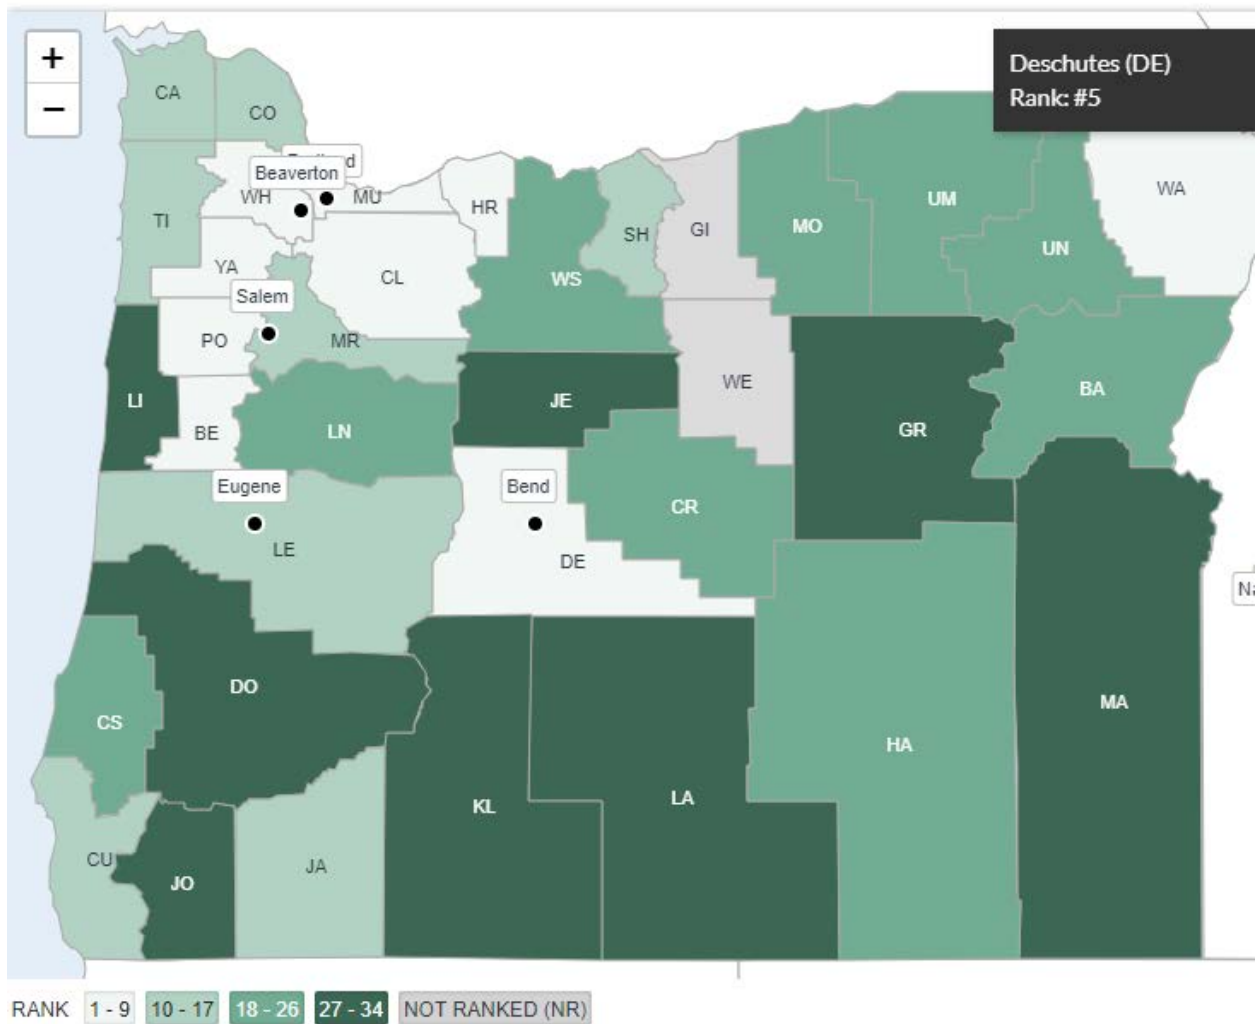 +
−
Deschutes (DE)
Rank: #5
CA
CO
Beaverton
WH
MU
HR
TI
SH
GI
MO
UM
UN
WA
YA
CL
WS
Salem
PO
MR
LI
BE
LN
JE
WE
GR
BA
Eugene
Bend
LE
DE
CR
DO
CS
KL
LA
HA
MA
CU
JO
JA
RANK 1 - 9 10 - 17 18 - 26 27 - 34 NOT RANKED (NR)